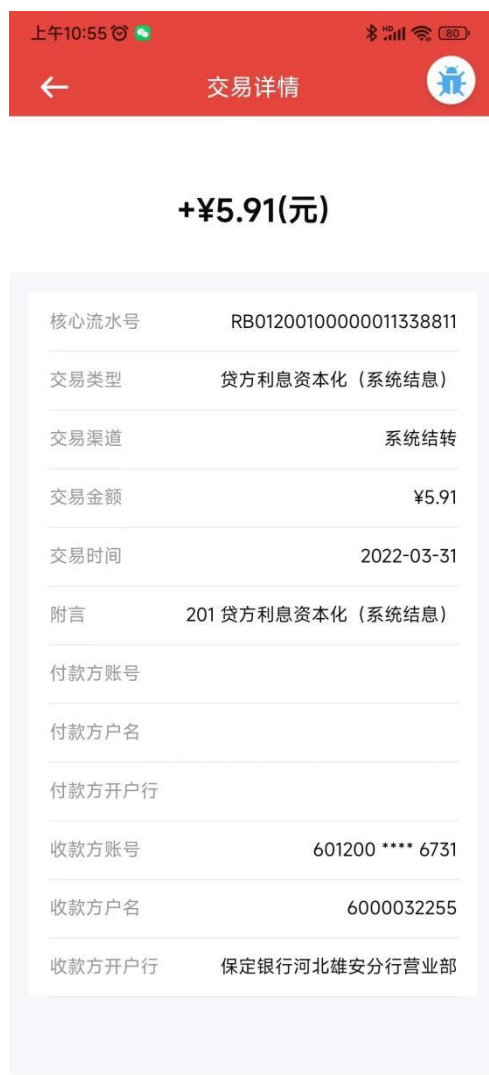 上午10:55
HD
80
交易详情
+¥5.91(元)
核心流水号 RB01200100000011338811
交易类型 贷方利息资本化（系统结息）
交易渠道 系统结转
交易金额 ¥5.91
交易时间 2022-03-31
附言 201 贷方利息资本化（系统结息）
付款方账号
付款方户名
付款方开户行
收款方账号 601200 **** 6731
收款方户名 6000032255
收款方开户行 保定银行河北雄安分行营业部